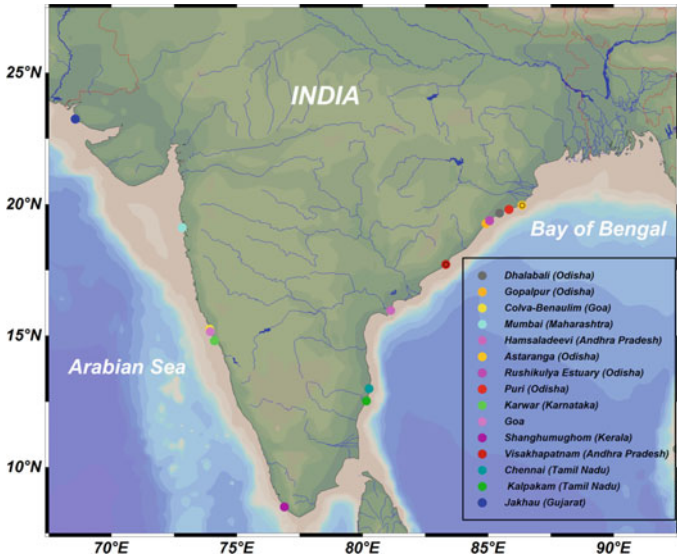 25°N
INDIA
20°N
Bay of Bengal
15°N
Arabian Sea
10°N
70°E
75°E
80°E
85°E
90°E
Dhalabali (Odisha)
Gopalpur (Odisha)
Colva-Benaulim (Goa)
Mumbai (Maharashtra)
Hamsaladeevi (Andhra Pradesh)
Astaranga (Odisha)
Rushikulya Estuary (Odisha)
Puri (Odisha)
Karwar (Karnataka)
Goa
Shanghumughom (Kerala)
Visakhapatnam (Andhra Pradesh)
Chennai (Tamil Nadu)
Kalpakam (Tamil Nadu)
Jakhau (Gujarat)